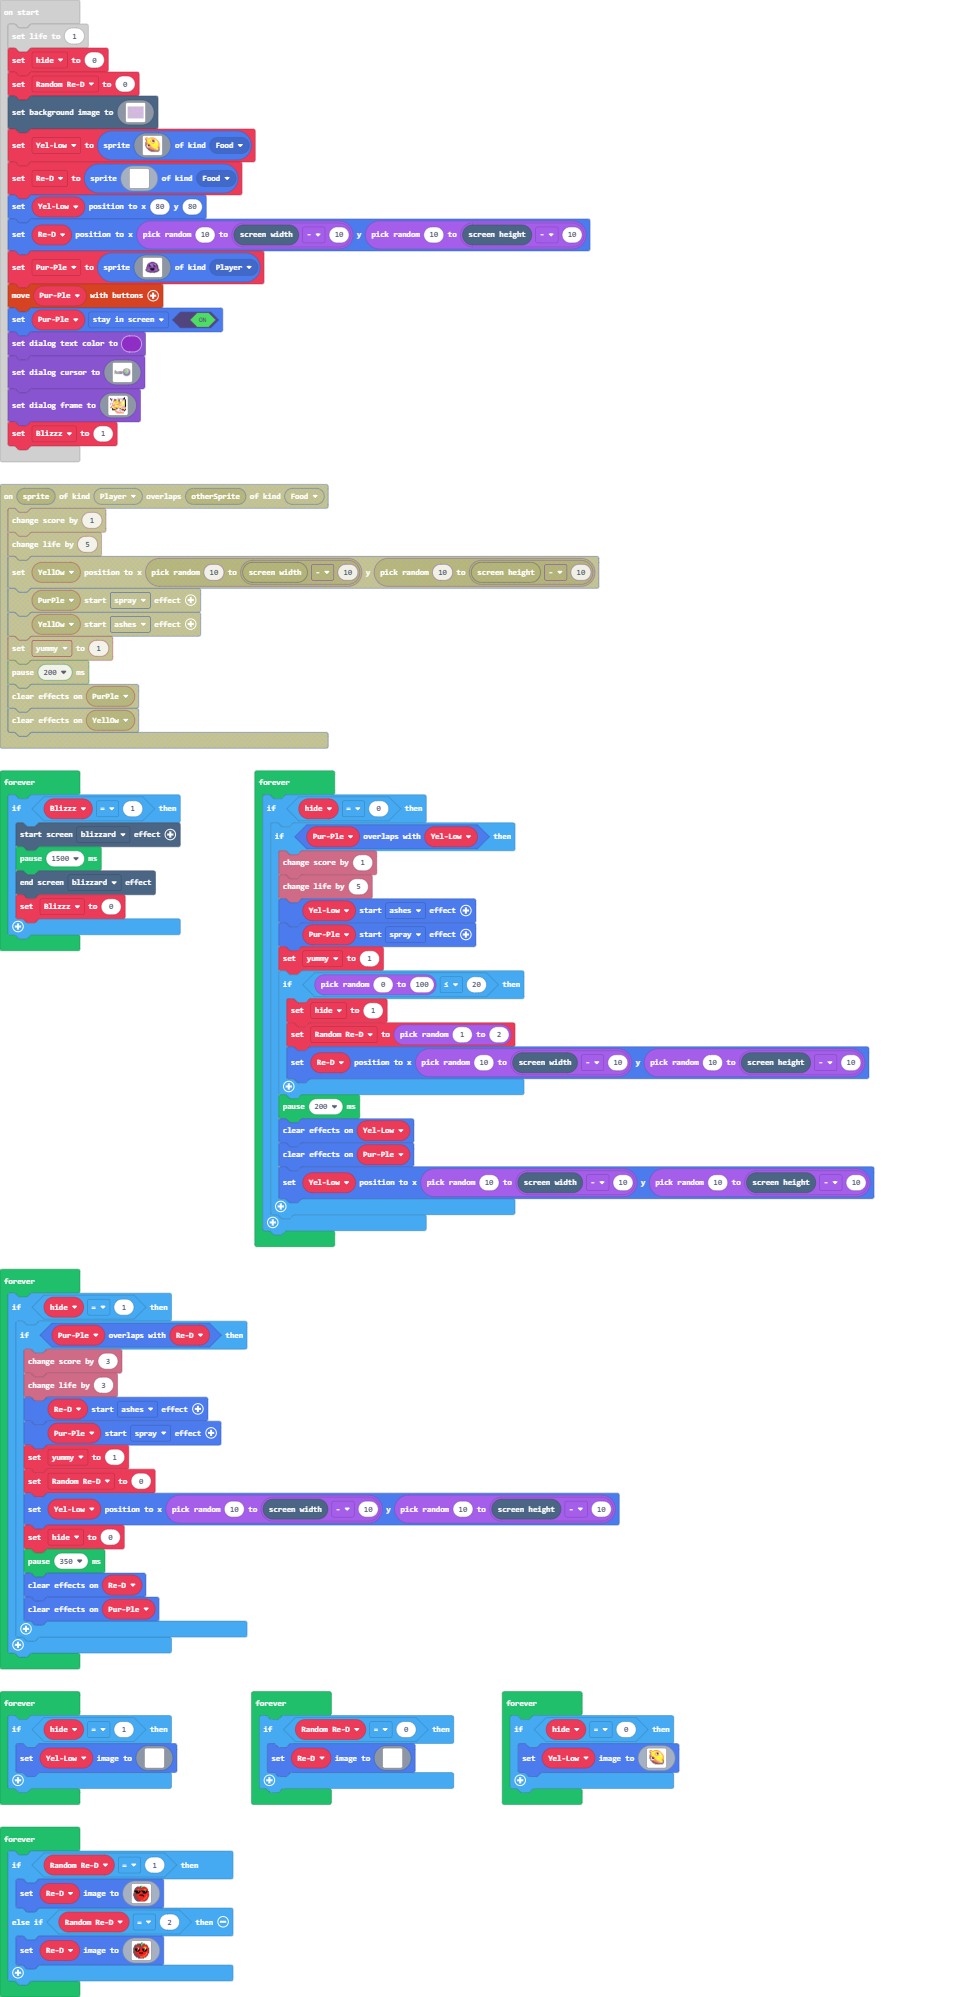 on start
set life to 1
set hide to 0
set Random Re-D to 0
set background image to
set Yel-Low to sprite of kind Food
set Re-D to sprite of kind Food
set Yel-Low position to x 80 y 80
set Re-D position to x pick random 10 to screen width - 10 y pick random 10 to screen height - 10
set Pur-Ple to sprite of kind Player
move Pur-Ple with buttons
set Pur-Ple stay in screen ON
set dialog text color to
set dialog cursor to
set dialog frame to
set Blizzz to 1
on sprite of kind Player overlaps otherSprite of kind Food
change score by 1
change life by 5
set YellOw position to x pick random 10 to screen width - 10 y pick random 10 to screen height - 10
PurPle start spray effect
YellOw start ashes effect
set yummy to 1
pause 200 ms
clear effects on PurPle
clear effects on YellOw
forever
if Blizzz = 1 then
start screen blizzard effect
pause 1500 ms
end screen blizzard effect
set Blizzz to 0
forever
if hide = 0 then
if Pur-Ple overlaps with Yel-Low then
change score by 1
change life by 5
Yel-Low start ashes effect
Pur-Ple start spray effect
set yummy to 1
if pick random 0 to 100 ≤ 20 then
set hide to 1
set Random Re-D to pick random 1 to 2
set Re-D position to x pick random 10 to screen width - 10 y pick random 10 to screen height - 10
pause 200 ms
clear effects on Yel-Low
clear effects on Pur-Ple
set Yel-Low position to x pick random 10 to screen width - 10 y pick random 10 to screen height - 10
forever
if hide = 1 then
if Pur-Ple overlaps with Re-D then
change score by 3
change life by 3
Re-D start ashes effect
Pur-Ple start spray effect
set yummy to 1
set Random Re-D to 0
set Yel-Low position to x pick random 10 to screen width - 10 y pick random 10 to screen height - 10
set hide to 0
pause 350 ms
clear effects on Re-D
clear effects on Pur-Ple
forever
if hide = 1 then
set Yel-Low image to
forever
if Random Re-D = 0 then
set Re-D image to
forever
if hide = 0 then
set Yel-Low image to
forever
if Random Re-D = 1 then
set Re-D image to
else if Random Re-D = 2 then
set Re-D image to